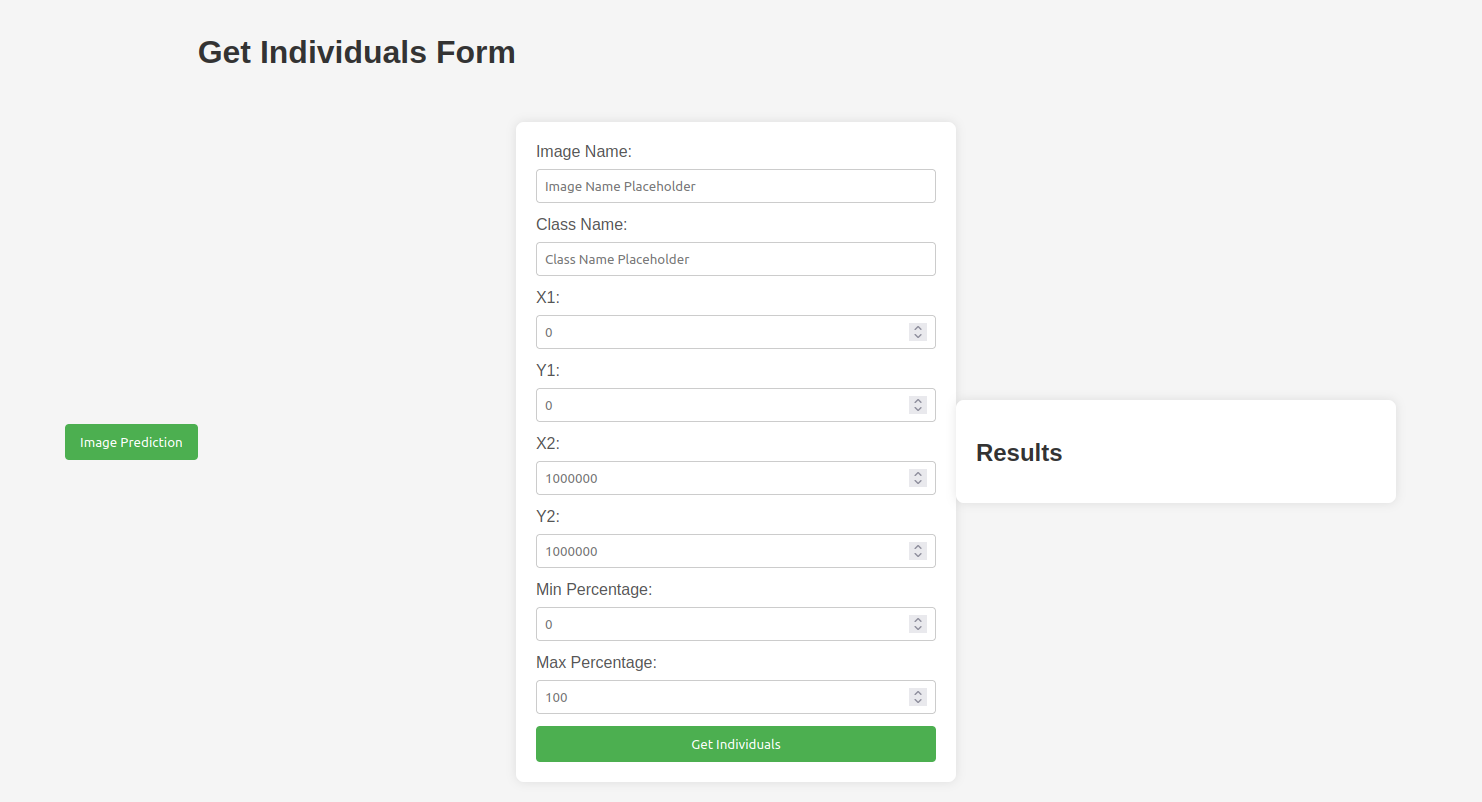 Get Individuals Form
Image Name:
Image Name Placeholder
Class Name:
Class Name Placeholder
X1:
0
Y1:
0
Image Prediction
X2:
1000000
Y2:
1000000
Min Percentage:
0
Max Percentage:
100
Get Individuals
Results